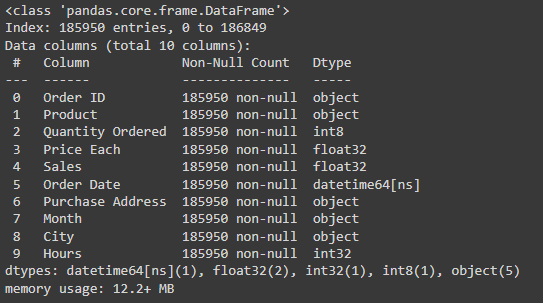 <class 'pandas.core.frame.DataFrame'>
Index: 185950 entries, 0 to 186849
Data columns (total 10 columns):
 #   Column            Non-Null Count   Dtype
---  ------            --------------   -----
 0   Order ID          185950 non-null  object
 1   Product           185950 non-null  object
 2   Quantity Ordered  185950 non-null  int8
 3   Price Each        185950 non-null  float32
 4   Sales             185950 non-null  float32
 5   Order Date        185950 non-null  datetime64[ns]
 6   Purchase Address  185950 non-null  object
 7   Month             185950 non-null  object
 8   City              185950 non-null  object
 9   Hours             185950 non-null  int32
dtypes: datetime64[ns](1), float32(2), int32(1), int8(1), object(5)
memory usage: 12.2+ MB